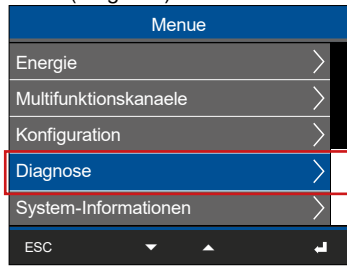 Menue
Energie
Multifunktionskanaele
Konfiguration
Diagnose
System-Informationen
ESC